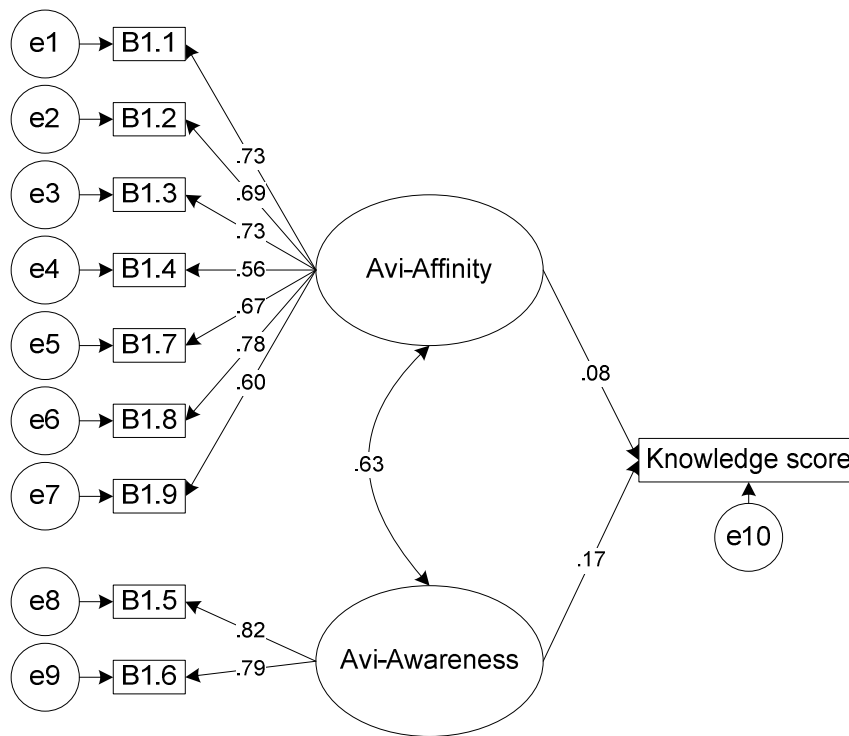 e1
B1.1
e2
B1.2
.73
e3
B1.3
.69
.73
e4
B1.4
.56
Avi-Affinity
e5
B1.7
.67
.78
e6
B1.8
.60
e7
B1.9
.08
.63
Knowledge score
e10
.17
e8
B1.5
.82
e9
B1.6
.79
Avi-Awareness